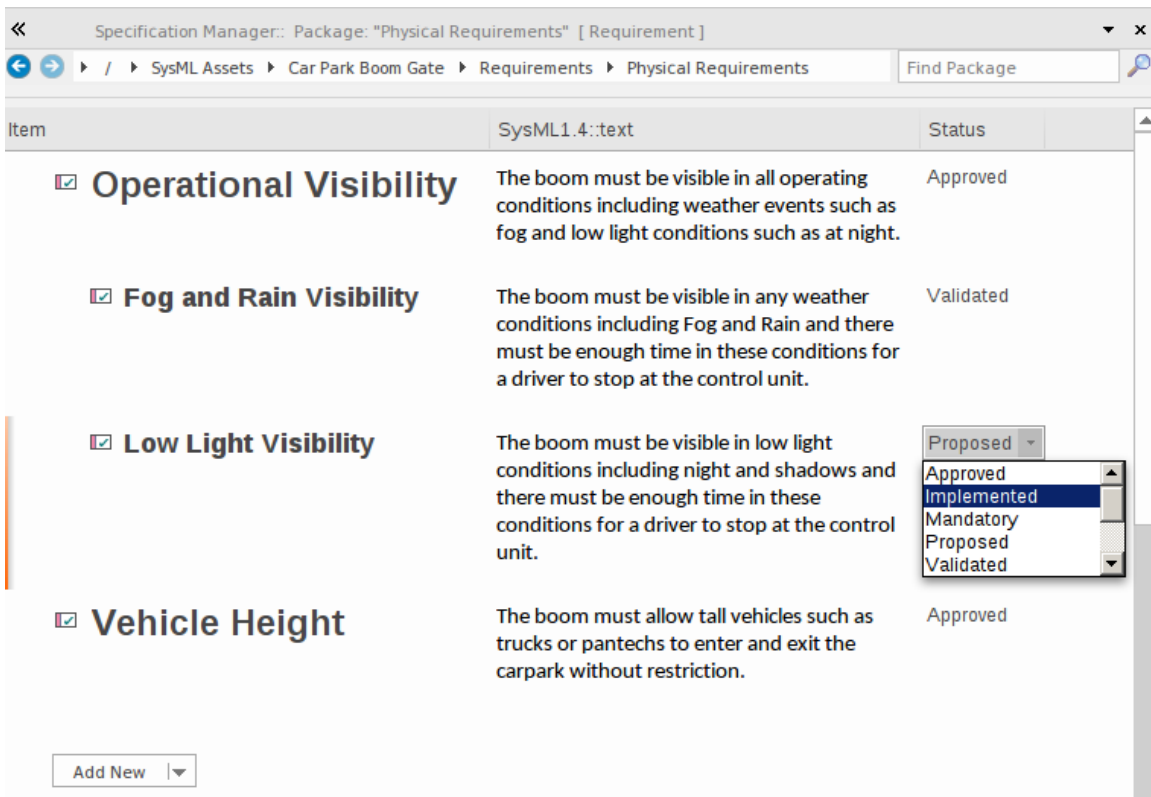 Specification Manager:: Package: "Physical Requirements" [ Requirement ]
/ SysML Assets Car Park Boom Gate Requirements Physical Requirements Find Package
Item SysML1.4::text Status
Operational Visibility
The boom must be visible in all operating
conditions including weather events such as
fog and low light conditions such as at night.
Approved
Fog and Rain Visibility
The boom must be visible in any weather
conditions including Fog and Rain and there
must be enough time in these conditions for
a driver to stop at the control unit.
Validated
Low Light Visibility
The boom must be visible in low light
conditions including night and shadows and
there must be enough time in these
conditions for a driver to stop at the control
unit.
Proposed
Approved
Implemented
Mandatory
Proposed
Validated
Vehicle Height
The boom must allow tall vehicles such as
trucks or pantechs to enter and exit the
carpark without restriction.
Approved
Add New